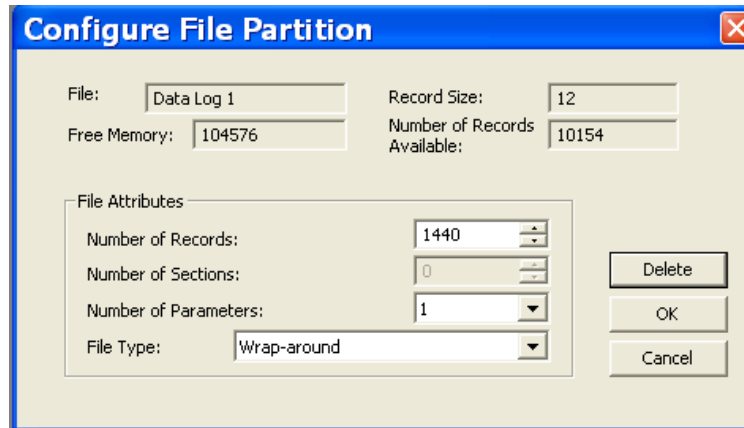 Configure File Partition
File: Data Log 1 Record Size: 12
Free Memory: 104576 Number of Records Available: 10154
File Attributes
Number of Records: 1440
Number of Sections: 0
Number of Parameters: 1
File Type: Wrap-around
Delete
OK
Cancel